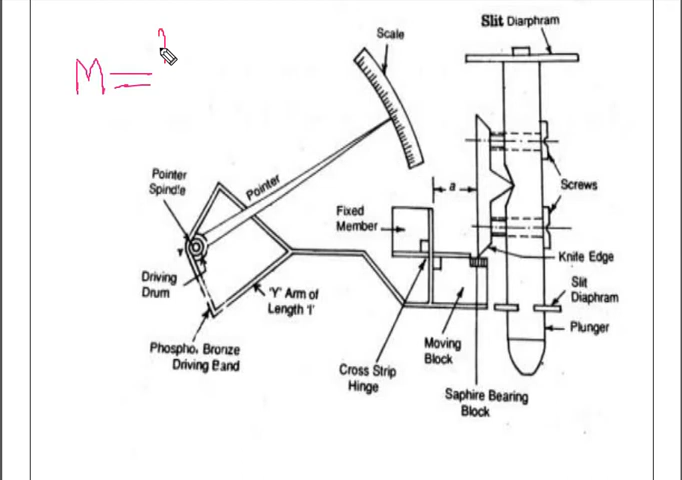 Slit Diarphram
M=
Scale
Pointer
Spindle
Pointer
Fixed
Member
a
Screws
Knife Edge
Driving
Drum
'Y' Arm of
Length 'l'
Slit
Diaphram
Plunger
Phospho. Bronze
Driving Band
Cross Strip
Hinge
Moving
Block
Saphire Bearing
Block